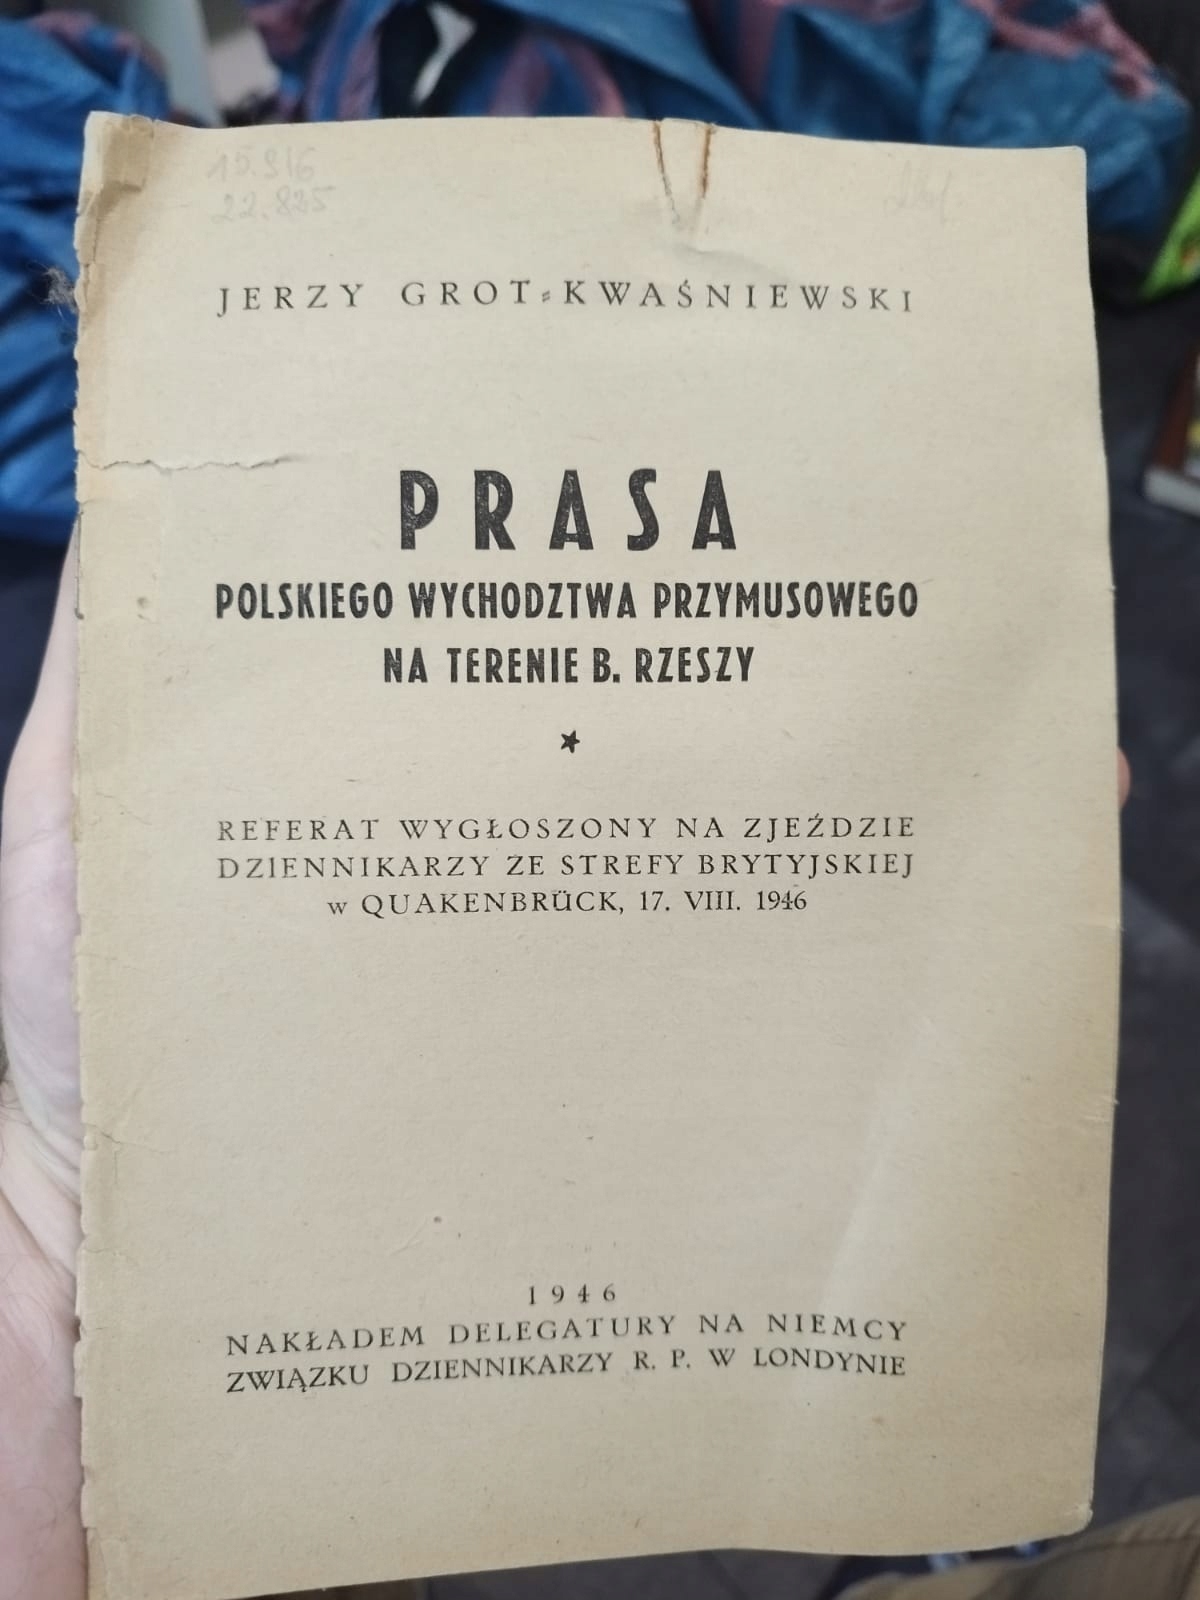 15.916
22.825
JERZY GROT-KWAŚNIEWSKI
PRASA
POLSKIEGO WYCHODZTWA PRZYMUSOWEGO
NA TERENIE B. RZESZY
REFERAT WYGŁOSZONY NA ZJEŹDZIE
DZIENNIKARZY ZE STREFY BRYTYJSKIEJ
w QUAKENBRÜCK, 17. VIII. 1946
1946
NAKŁADEM DELEGATURY NA NIEMCY
ZWIĄZKU DZIENNIKARZY R. P. W LONDYNIE